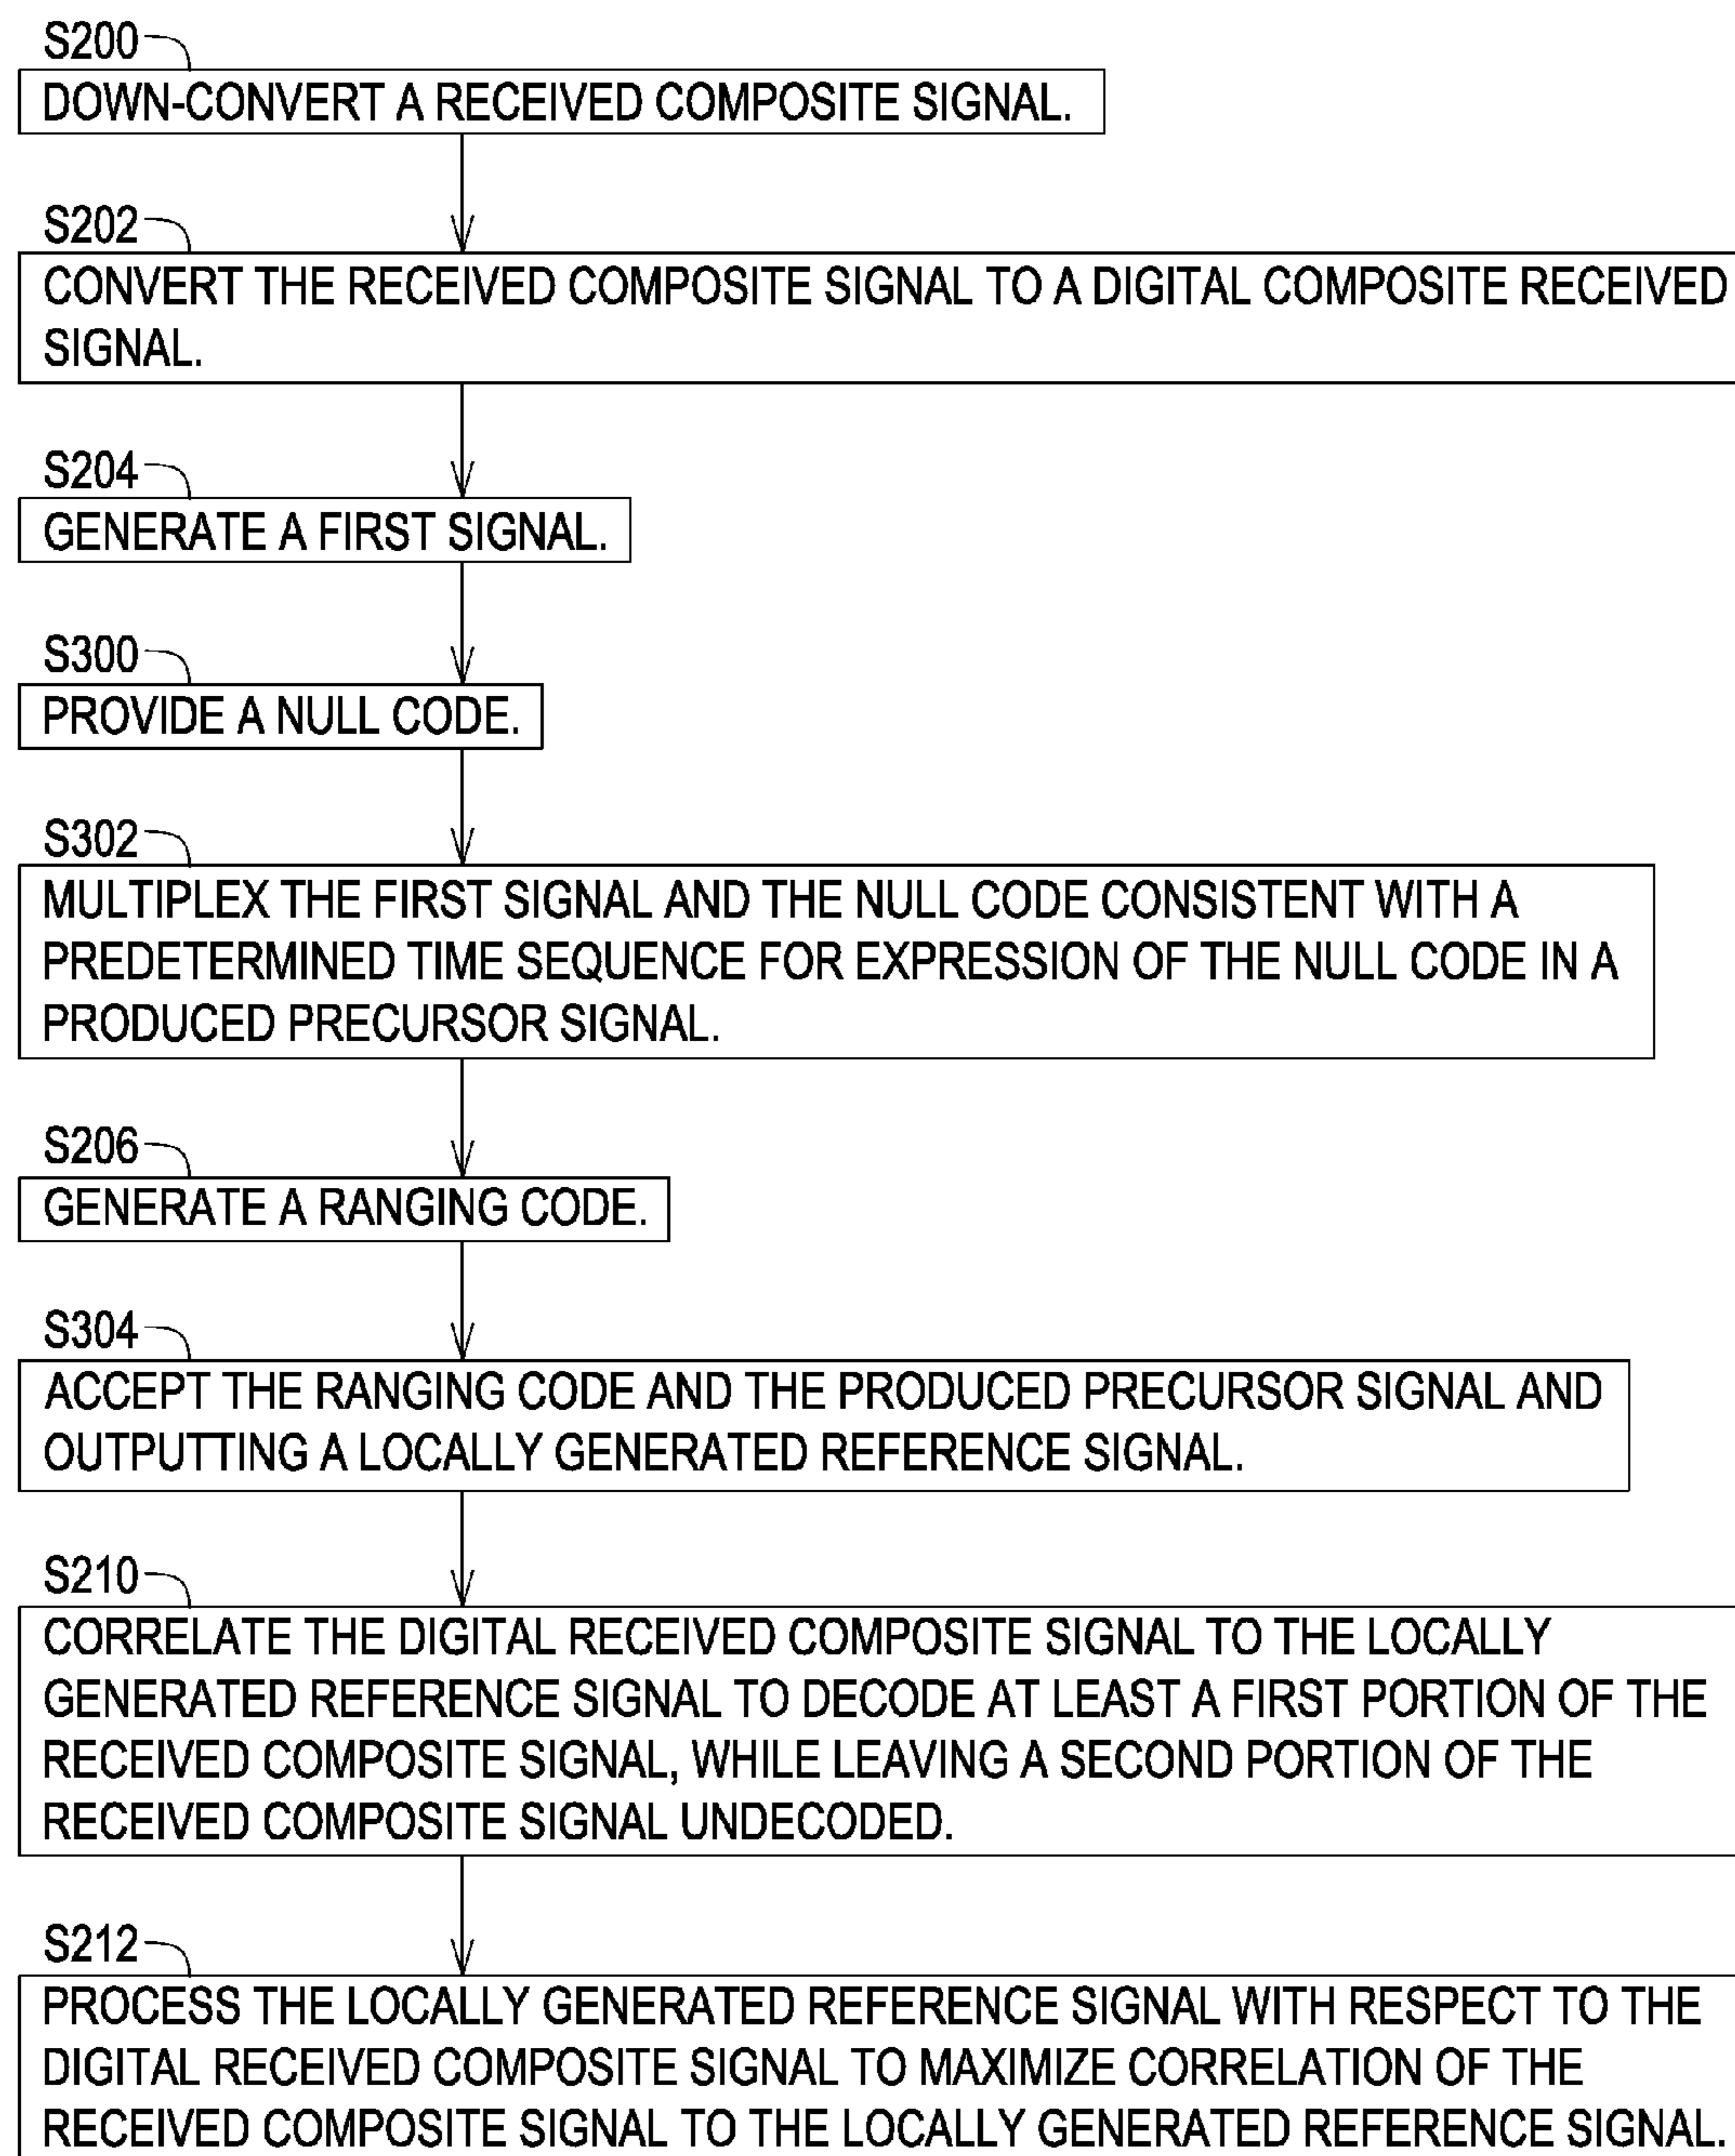 S200
DOWN-CONVERT A RECEIVED COMPOSITE SIGNAL.
S202
CONVERT THE RECEIVED COMPOSITE SIGNAL TO A DIGITAL COMPOSITE RECEIVED
SIGNAL.
S204
GENERATE A FIRST SIGNAL.
S300
PROVIDE A NULL CODE.
S302
MULTIPLEX THE FIRST SIGNAL AND THE NULL CODE CONSISTENT WITH A
PREDETERMINED TIME SEQUENCE FOR EXPRESSION OF THE NULL CODE IN A
PRODUCED PRECURSOR SIGNAL.
S206
GENERATE A RANGING CODE.
S304
ACCEPT THE RANGING CODE AND THE PRODUCED PRECURSOR SIGNAL AND
OUTPUTTING A LOCALLY GENERATED REFERENCE SIGNAL.
S210
CORRELATE THE DIGITAL RECEIVED COMPOSITE SIGNAL TO THE LOCALLY
GENERATED REFERENCE SIGNAL TO DECODE AT LEAST A FIRST PORTION OF THE
RECEIVED COMPOSITE SIGNAL, WHILE LEAVING A SECOND PORTION OF THE
RECEIVED COMPOSITE SIGNAL UNDECODED.
S212
PROCESS THE LOCALLY GENERATED REFERENCE SIGNAL WITH RESPECT TO THE
DIGITAL RECEIVED COMPOSITE SIGNAL TO MAXIMIZE CORRELATION OF THE
RECEIVED COMPOSITE SIGNAL TO THE LOCALLY GENERATED REFERENCE SIGNAL.